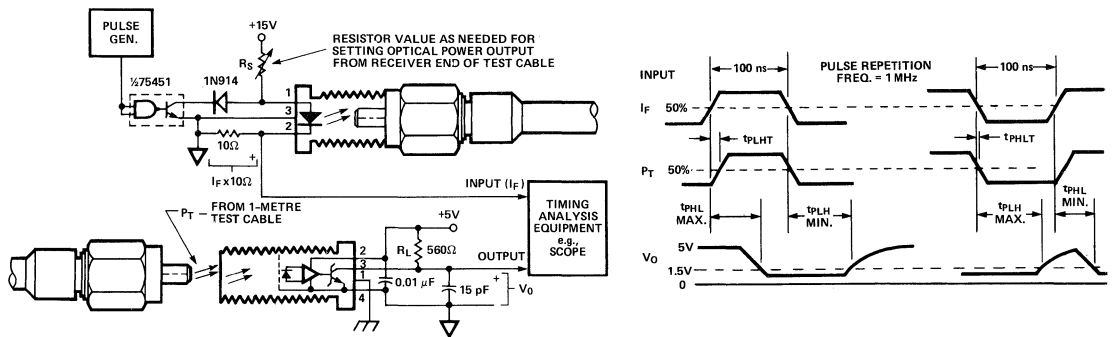 PULSE
GEN.
+15V
RESISTOR VALUE AS NEEDED FOR
SETTING OPTICAL POWER OUTPUT
FROM RECEIVER END OF TEST CABLE
RS
½75451
1N914
1
3
2
10Ω
+
IF x10Ω
INPUT (IF)
TIMING
ANALYSIS
EQUIPMENT
e.g.,
SCOPE
PT
FROM 1-METRE
TEST CABLE
+5V
RL
560Ω
OUTPUT
2
3
1
4
0.01 μF
15 pF
+
VO
INPUT
100 ns
PULSE REPETITION
FREQ. = 1 MHz
100 ns
IF
50%
tPLHT
tPHLT
PT
50%
tPHL
MAX.
tPLH
MIN.
tPLH
MAX.
tPHL
MIN.
VO
5V
1.5V
0